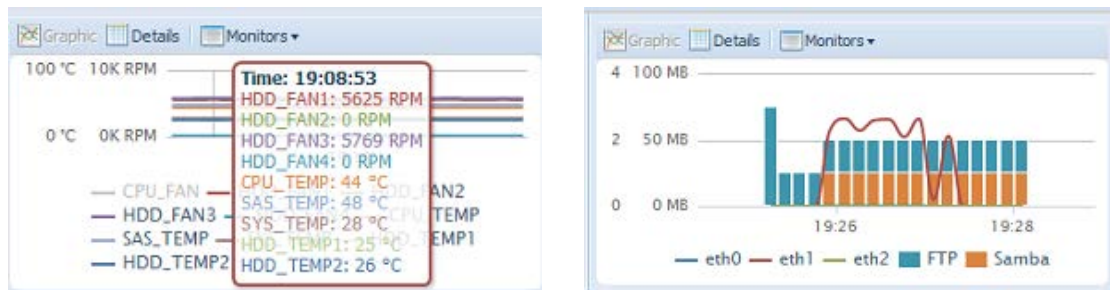 Graphic Details Monitors
100 °C 10K RPM
0 °C 0K RPM
Time: 19:08:53
HDD_FAN1: 5625 RPM
HDD_FAN2: 0 RPM
HDD_FAN3: 5769 RPM
HDD_FAN4: 0 RPM
CPU_TEMP: 44 °C
SAS_TEMP: 48 °C
SYS_TEMP: 28 °C
HDD_TEMP1: 25 °C
HDD_TEMP2: 26 °C
CPU_FAN HDD_FAN2
HDD_FAN3 CPU_TEMP
SAS_TEMP TEMP1
HDD_TEMP2
Graphic Details Monitors
4 100 MB
2 50 MB
0 0 MB
19:26 19:28
eth0 eth1 eth2 FTP Samba